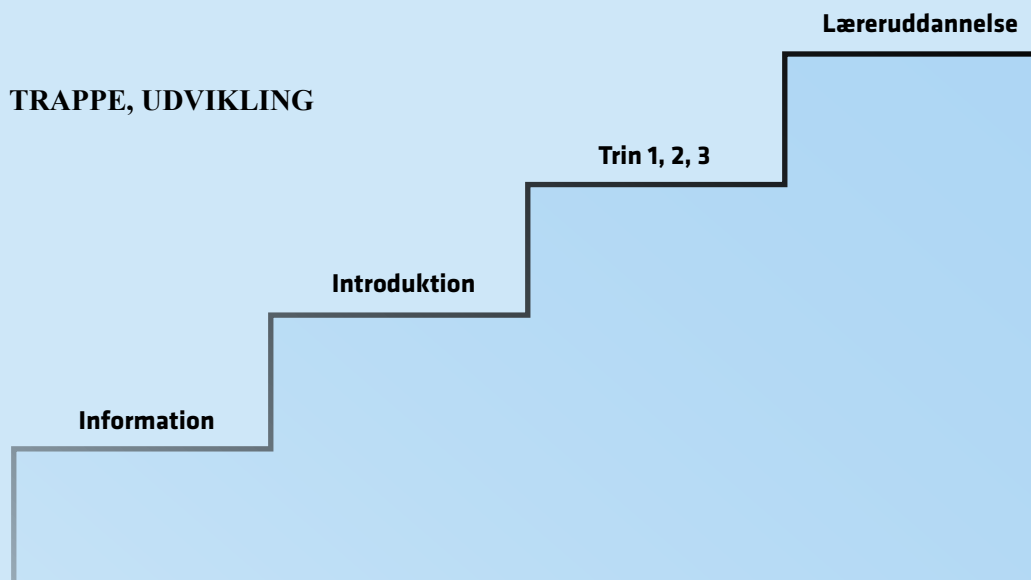 Læreruddannelse
TRAPPE, UDVIKLING
Trin 1, 2, 3
Introduktion
Information